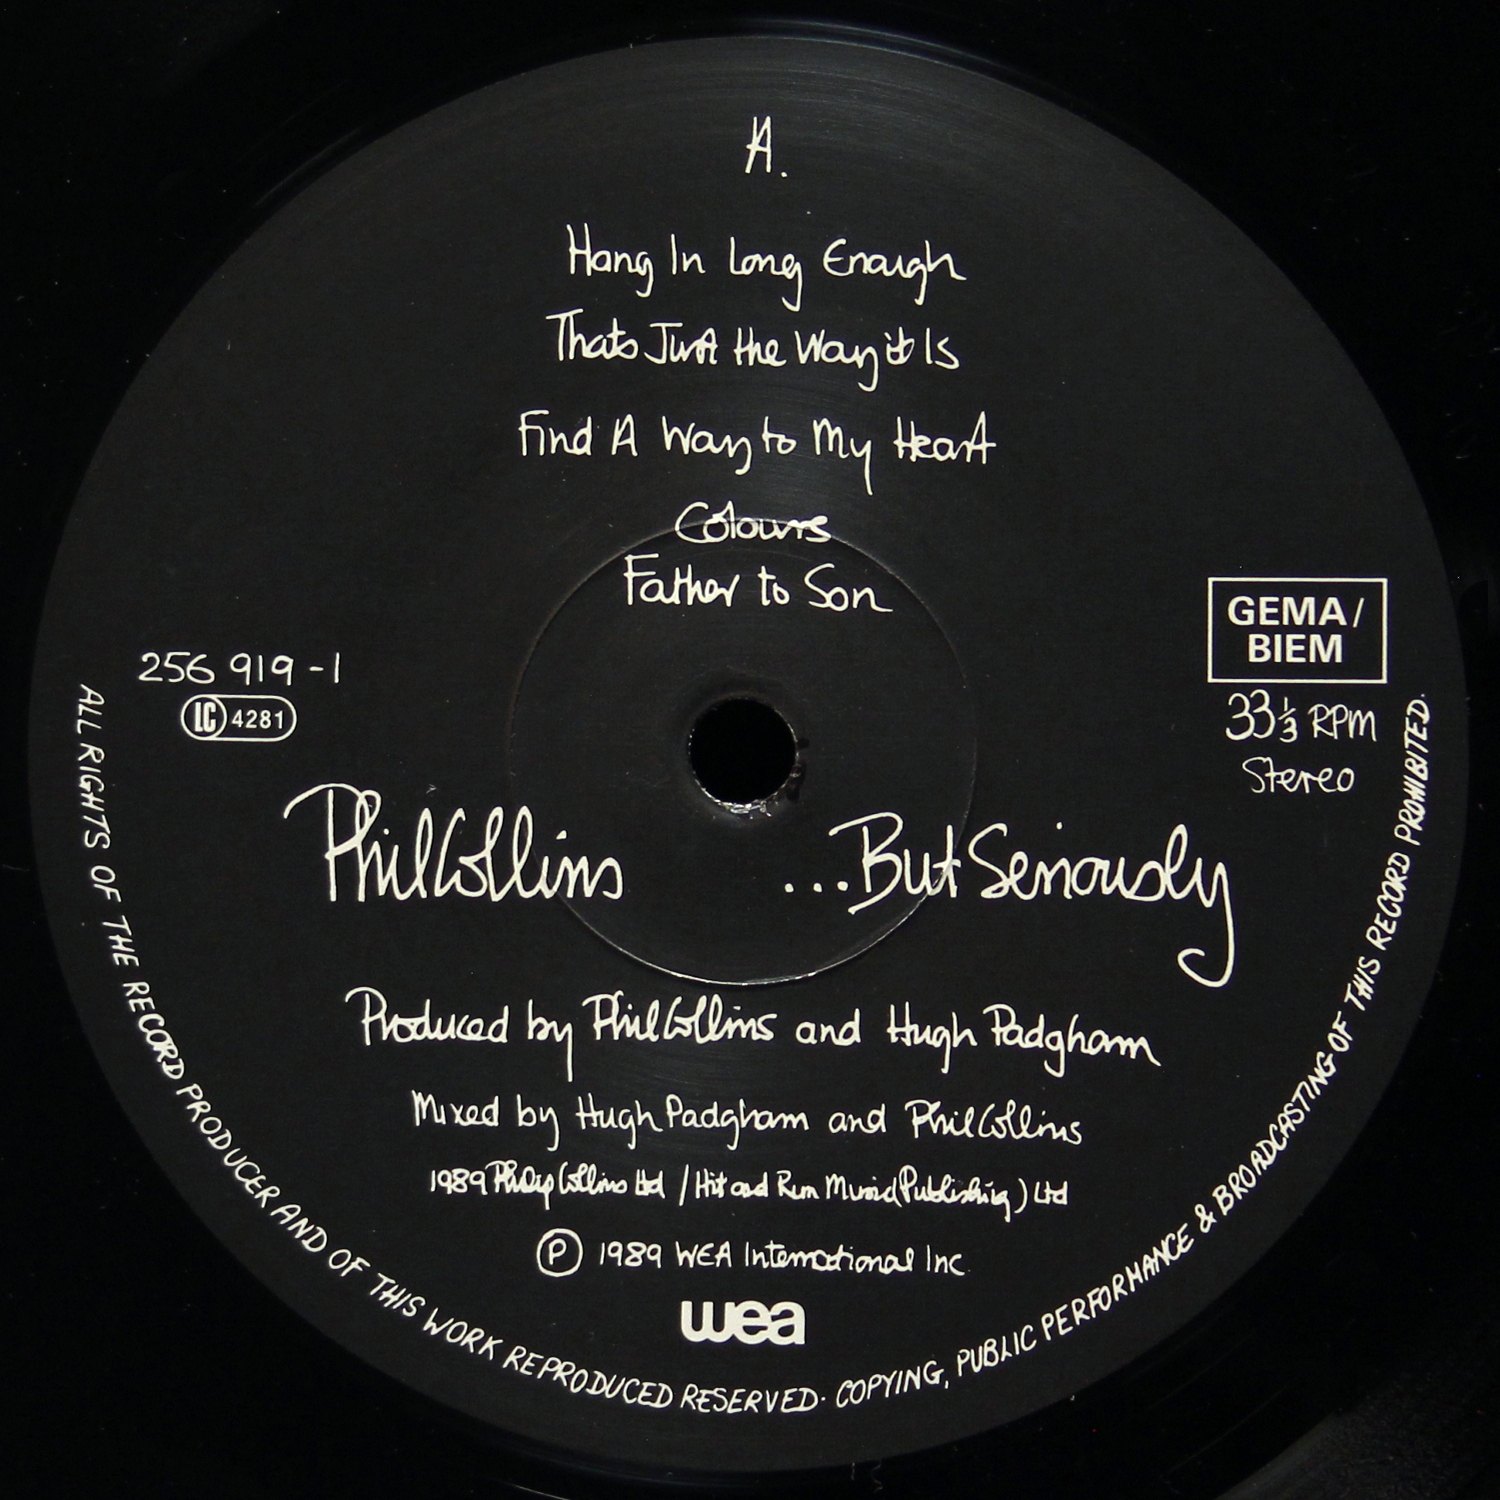 A.
Hang In Long Enough
Thats Just the Way it Is
Find A Way to My Heart
Colours
Father to Son
256 919 - 1
LC 4281
GEMA/
BIEM
33 1/3 RPM
Stereo
Phil Collins
...But Seriously
Produced by Phil Collins and Hugh Padgham
Mixed by Hugh Padgham and Phil Collins
1989 Philip Collins Ltd / Hit and Run Music (Publishing) Ltd
Ⓟ 1989 WEA International Inc.
wea
ALL RIGHTS OF THE RECORD PRODUCER AND OF THIS WORK REPRODUCED RESERVED. COPYING, PUBLIC PERFORMANCE & BROADCASTING OF THIS RECORD PROHIBITED.